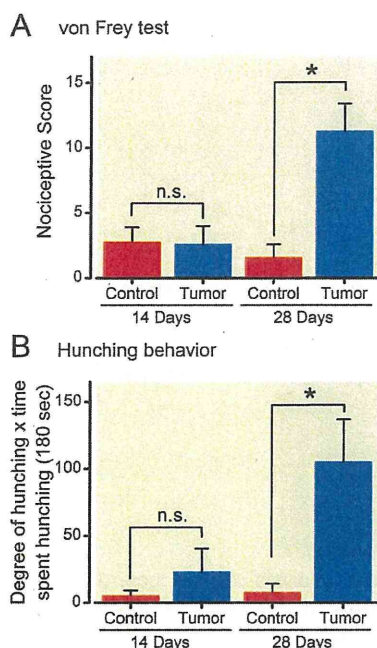 A von Frey test
Nociceptive Score
15
10
5
0
n.s.
*
Control Tumor Control Tumor
14 Days 28 Days
B Hunching behavior
Degree of hunching x time
spent hunching (180 sec)
150
100
50
0
n.s.
*
Control Tumor Control Tumor
14 Days 28 Days